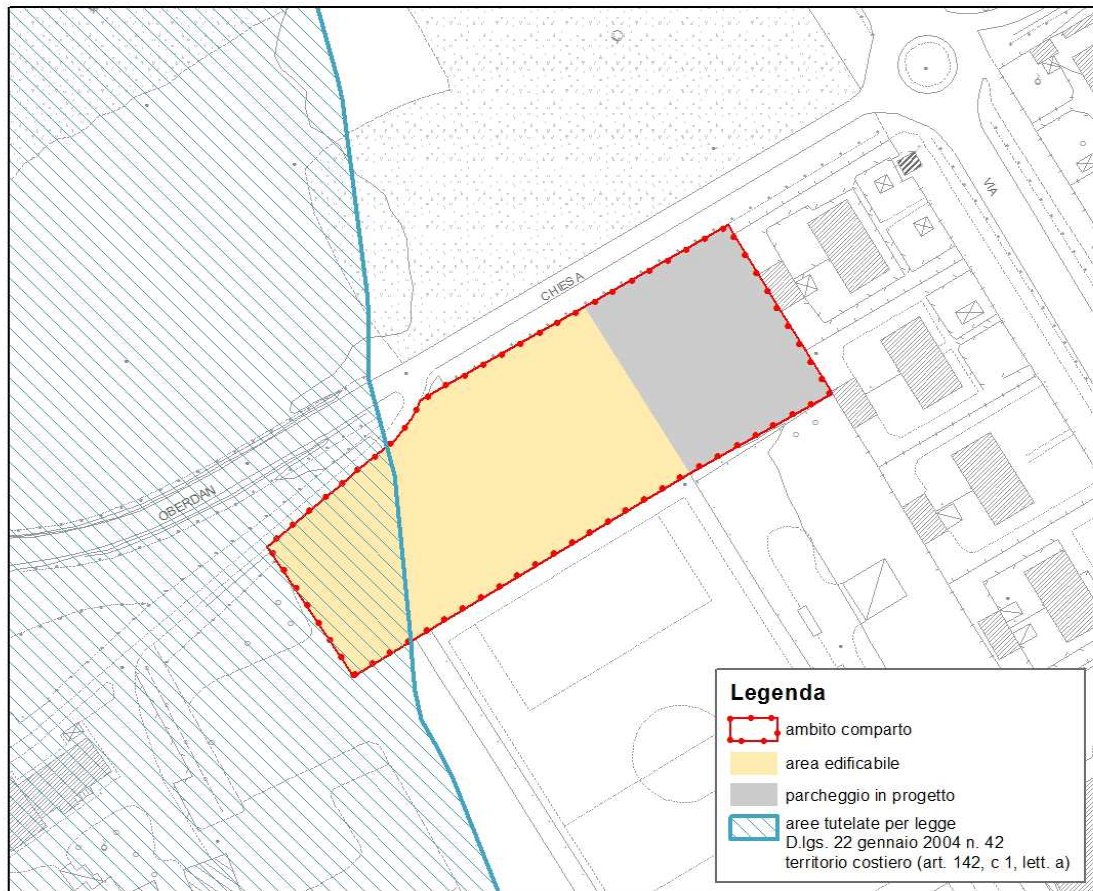 VIA
CHIESA
OBERDAN
Legenda
ambito comparto
area edificabile
parcheggio in progetto
aree tutelate per legge
D.lgs. 22 gennaio 2004 n. 42
territorio costiero (art. 142, c 1, lett. a)